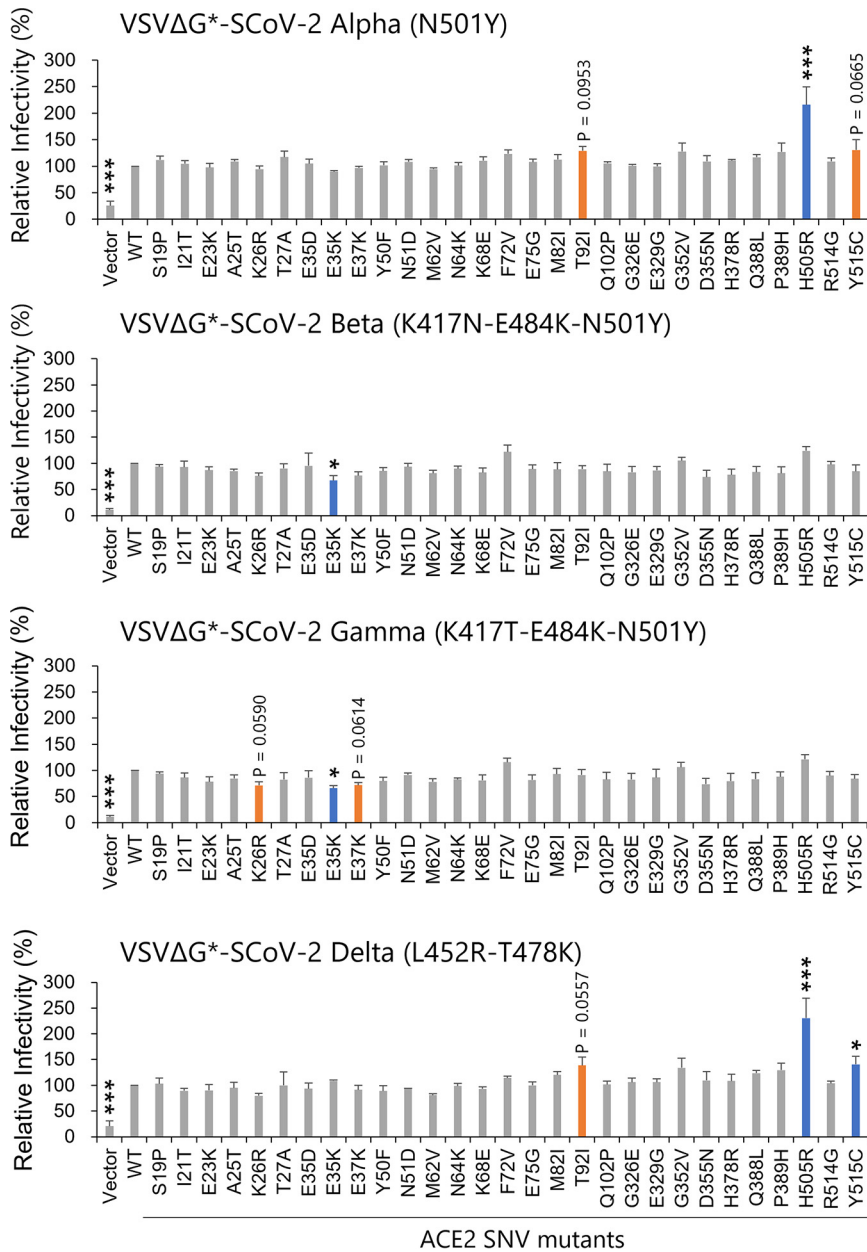 VSVΔG*-SCoV-2 Alpha (N501Y)
Relative Infectivity (%)
300
250
200
150
100
50
0
***
P = 0.0953
***
P = 0.0665
Vector WT S19P I21T E23K A25T K26R T27A E35D E35K E37K Y50F N51D M62V N64K K68E F72V E75G M82I T92I Q102P G326E E329G G352V D355N H378R Q388L P389H H505R R514G Y515C
VSVΔG*-SCoV-2 Beta (K417N-E484K-N501Y)
Relative Infectivity (%)
300
250
200
150
100
50
0
***
*
Vector WT S19P I21T E23K A25T K26R T27A E35D E35K E37K Y50F N51D M62V N64K K68E F72V E75G M82I T92I Q102P G326E E329G G352V D355N H378R Q388L P389H H505R R514G Y515C
VSVΔG*-SCoV-2 Gamma (K417T-E484K-N501Y)
Relative Infectivity (%)
300
250
200
150
100
50
0
***
P = 0.0590
*
P = 0.0614
Vector WT S19P I21T E23K A25T K26R T27A E35D E35K E37K Y50F N51D M62V N64K K68E F72V E75G M82I T92I Q102P G326E E329G G352V D355N H378R Q388L P389H H505R R514G Y515C
VSVΔG*-SCoV-2 Delta (L452R-T478K)
Relative Infectivity (%)
300
250
200
150
100
50
0
***
P = 0.0557
***
*
Vector WT S19P I21T E23K A25T K26R T27A E35D E35K E37K Y50F N51D M62V N64K K68E F72V E75G M82I T92I Q102P G326E E329G G352V D355N H378R Q388L P389H H505R R514G Y515C
ACE2 SNV mutants